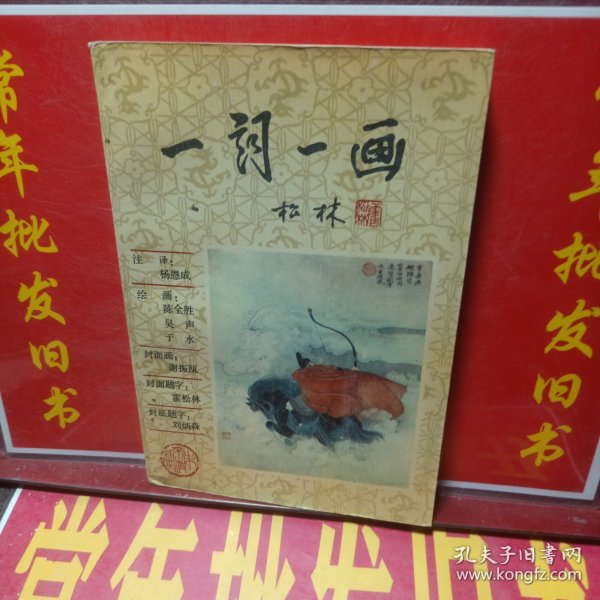 一词一画
松林
注 译：
杨恩成
绘 画：
陈全胜
吴 声
于 水
封面画：
谢振瓯
封面题字：
霍松林
封底题字：
刘炳森
常年批发旧书
年批发旧书
常年批发旧书
孔夫子旧书网
www.kongfz.com